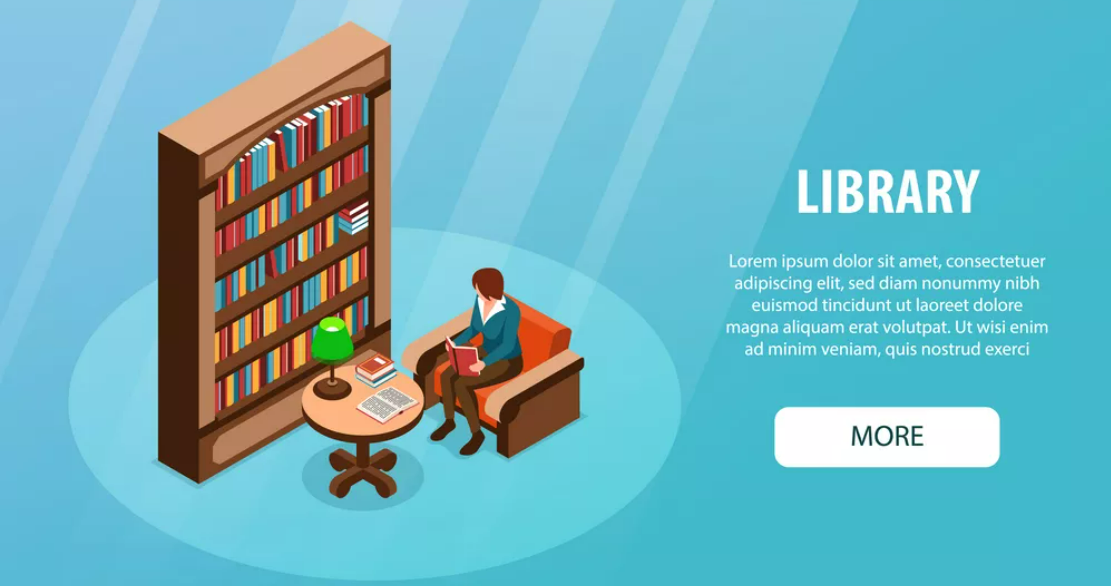 LIBRARY
Lorem ipsum dolor sit amet, consectetuer
adipiscing elit, sed diam nonummy nibh
euismod tincidunt ut laoreet dolore
magna aliquam erat volutpat. Ut wisi enim
ad minim veniam, quis nostrud exerci
MORE